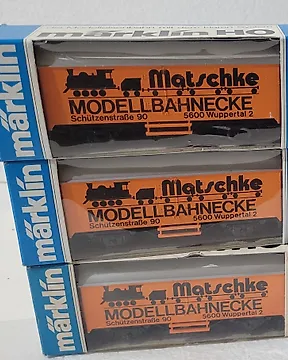 märklin HO
märklin
Matschke
MODELLBAHNECKE
Schützenstraße 90 5600 Wuppertal 2
märklin
Matschke
MODELLBAHNECKE
Schützenstraße 90 5600 Wuppertal 2
märklin
Matschke
MODELLBAHNECKE
Schützenstraße 90 5600 Wuppertal 2